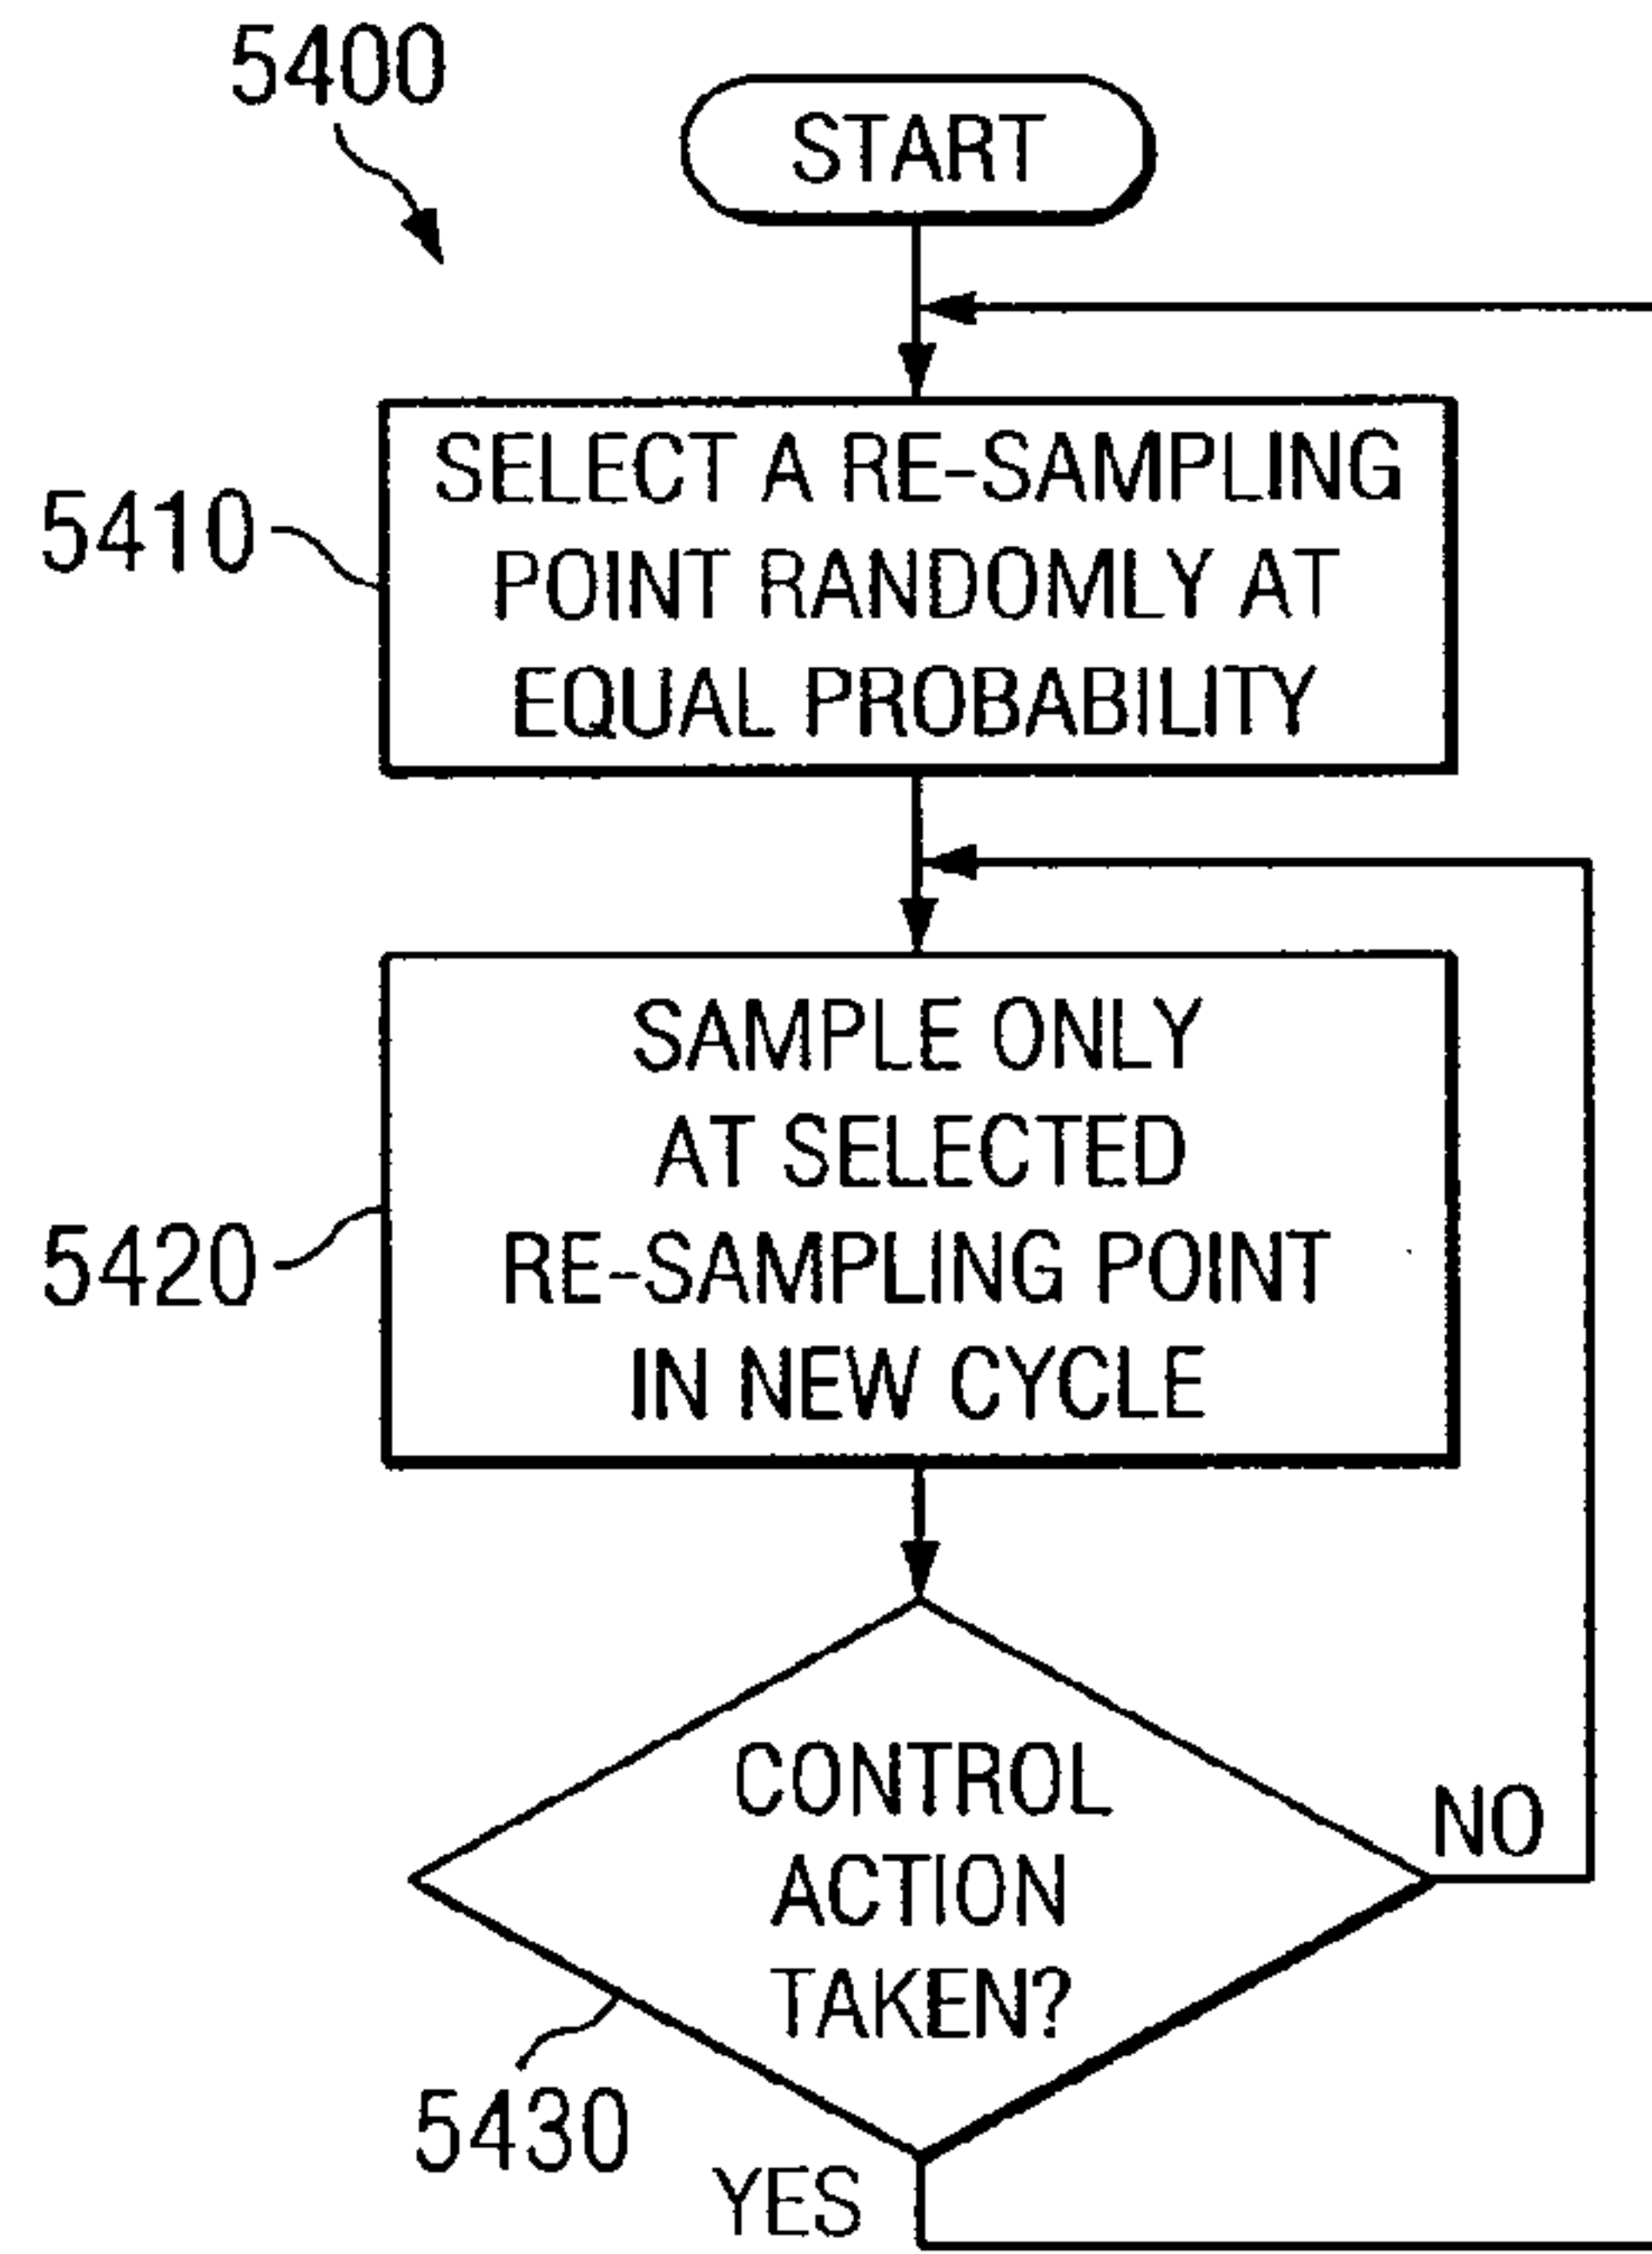 5400
START
5410
SELECT A RE-SAMPLING
POINT RANDOMLY AT
EQUAL PROBABILITY
5420
SAMPLE ONLY
AT SELECTED
RE-SAMPLING POINT
IN NEW CYCLE
CONTROL
ACTION
TAKEN?
NO
5430
YES